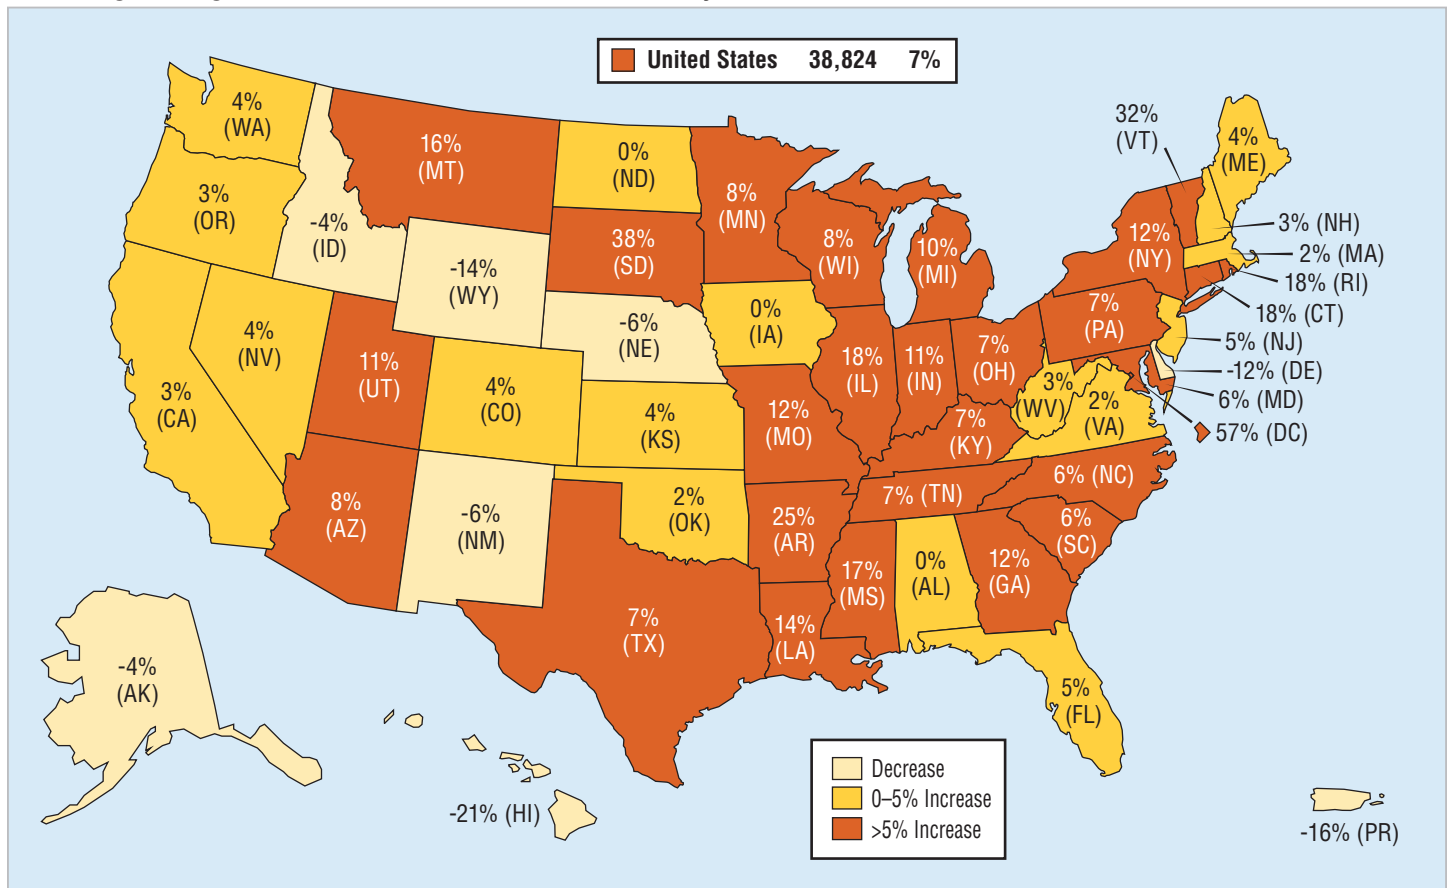 United States 38,824 7%
4%
(WA)
3%
(OR)
3%
(CA)
4%
(NV)
-4%
(ID)
16%
(MT)
-14%
(WY)
11%
(UT)
8%
(AZ)
4%
(CO)
-6%
(NM)
0%
(ND)
38%
(SD)
-6%
(NE)
4%
(KS)
2%
(OK)
7%
(TX)
8%
(MN)
0%
(IA)
12%
(MO)
25%
(AR)
14%
(LA)
8%
(WI)
18%
(IL)
17%
(MS)
10%
(MI)
11%
(IN)
7%
(OH)
7%
(KY)
7% (TN)
0%
(AL)
12%
(GA)
5%
(FL)
6%
(SC)
6% (NC)
2%
(VA)
3%
(WV)
7%
(PA)
12%
(NY)
32%
(VT)
4%
(ME)
3% (NH)
2% (MA)
18% (RI)
18% (CT)
5% (NJ)
-12% (DE)
6% (MD)
57% (DC)
-4%
(AK)
-21% (HI)
-16% (PR)
Decrease
0–5% Increase
>5% Increase